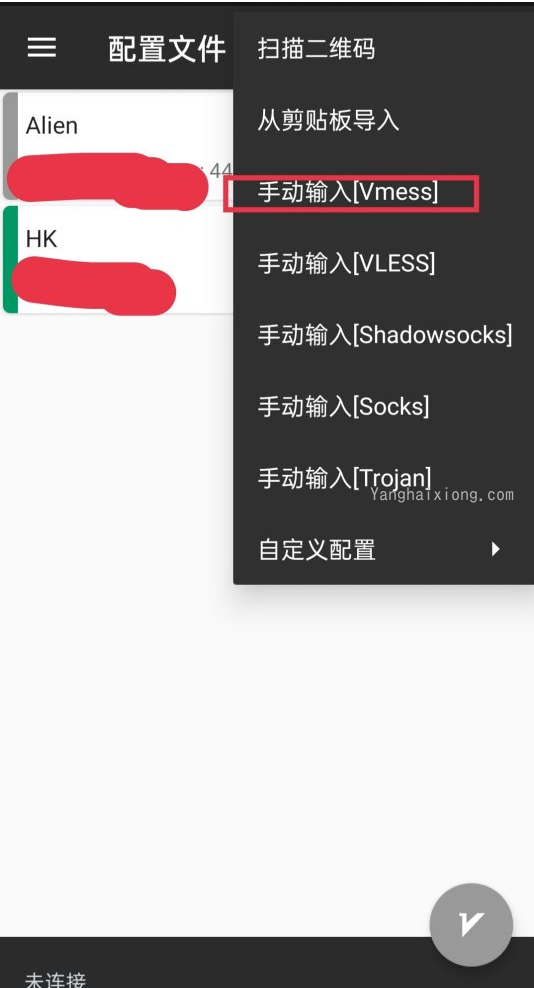 配置文件
扫描二维码
Alien
从剪贴板导入
: 44
手动输入[Vmess]
HK
手动输入[VLESS]
手动输入[Shadowsocks]
手动输入[Socks]
手动输入[Trojan]
Yanghaixiong.com
自定义配置
未连接